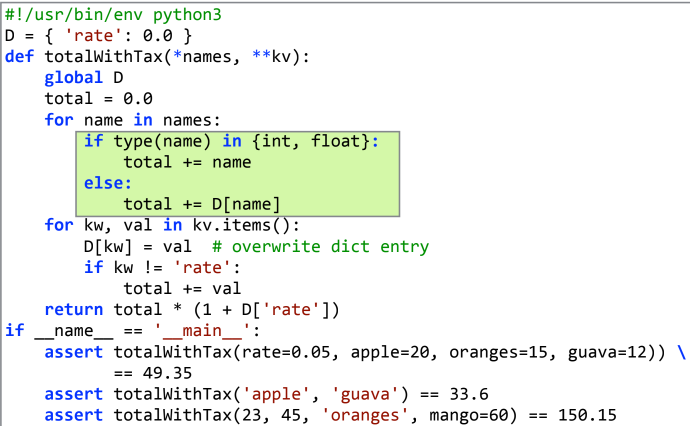 #!/usr/bin/env python3
D = { 'rate': 0.0 }
def totalWithTax(*names, **kv):
    global D
    total = 0.0
    for name in names:
        if type(name) in {int, float}:
            total += name
        else:
            total += D[name]
    for kw, val in kv.items():
        D[kw] = val  # overwrite dict entry
        if kw != 'rate':
            total += val
    return total * (1 + D['rate'])
if __name__ == '__main__':
    assert totalWithTax(rate=0.05, apple=20, oranges=15, guava=12)) \
           == 49.35
    assert totalWithTax('apple', 'guava') == 33.6
    assert totalWithTax(23, 45, 'oranges', mango=60) == 150.15